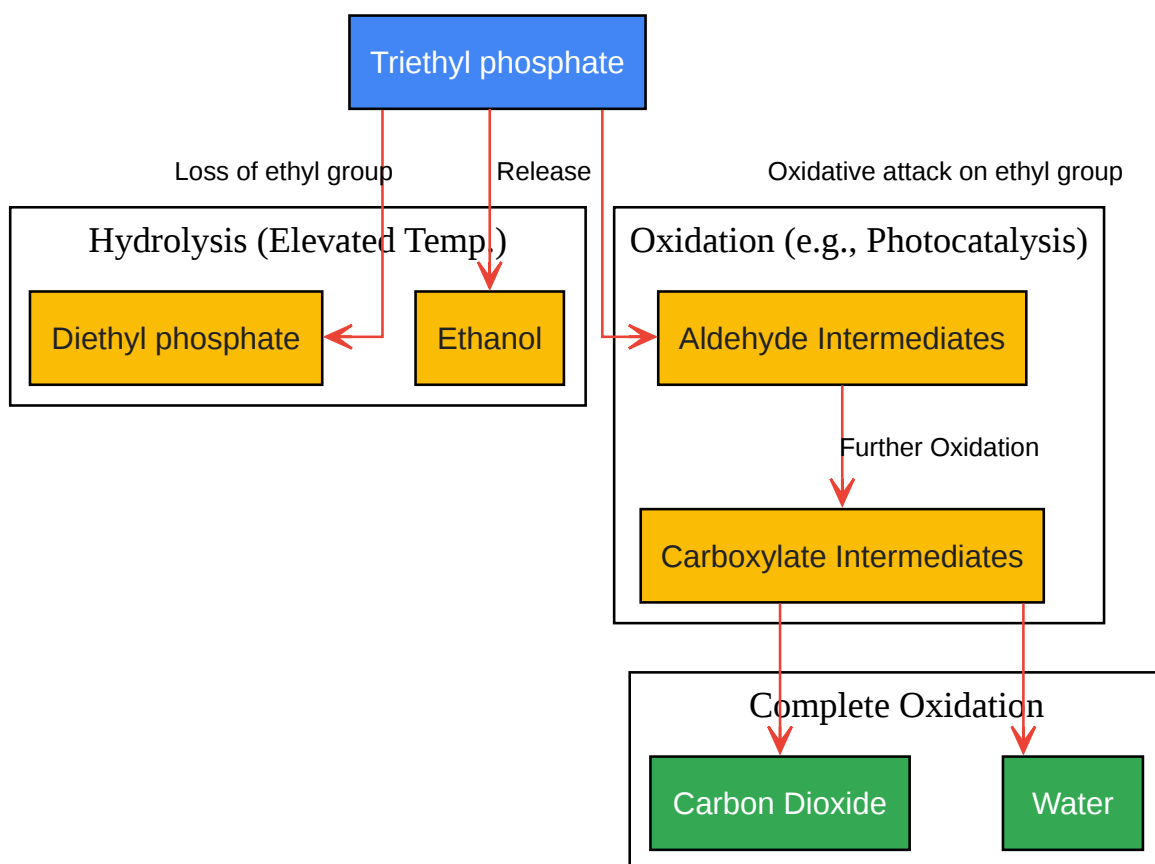 Triethyl phosphate
Loss of ethyl group
Release
Oxidative attack on ethyl group
Hydrolysis (Elevated Temp.)
Oxidation (e.g., Photocatalysis)
Diethyl phosphate
Ethanol
Aldehyde Intermediates
Further Oxidation
Carboxylate Intermediates
Complete Oxidation
Carbon Dioxide
Water